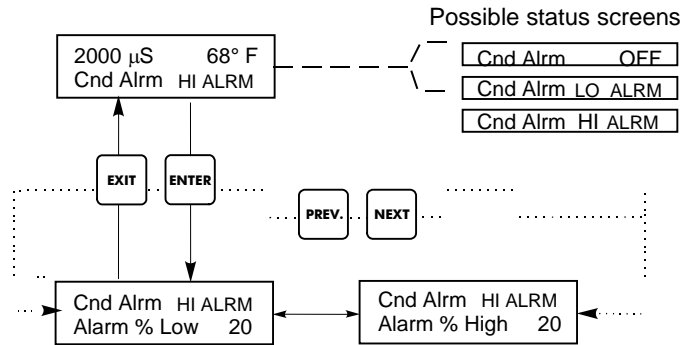 Possible status screens
2000 µS 68° F
Cnd Alrm HI ALRM
Cnd Alrm OFF
Cnd Alrm LO ALRM
Cnd Alrm HI ALRM
EXIT
ENTER
PREV.
NEXT
Cnd Alrm HI ALRM
Alarm % Low 20
Cnd Alrm HI ALRM
Alarm % High 20